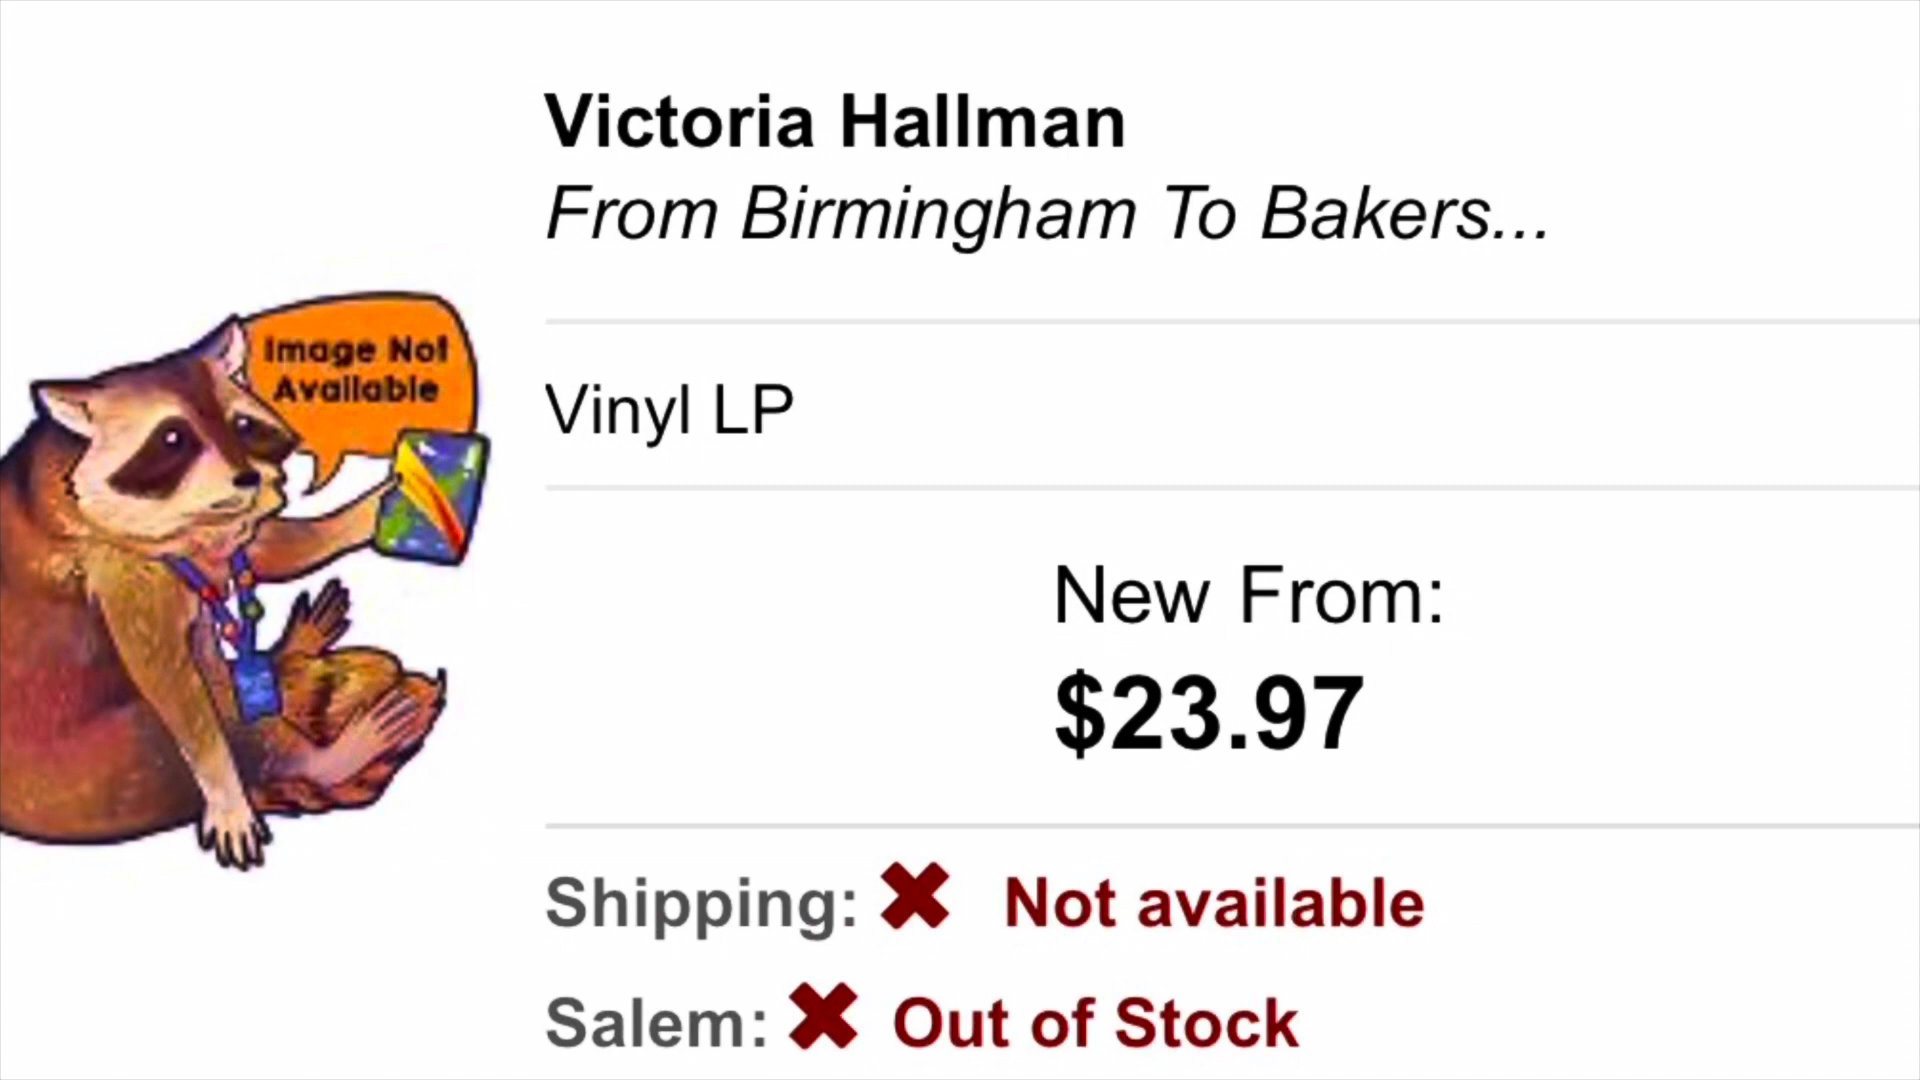 Victoria Hallman
From Birmingham To Bakers...
Image Not
Available
Vinyl LP
New From:
$23.97
Shipping: ✖ Not available
Salem: ✖ Out of Stock